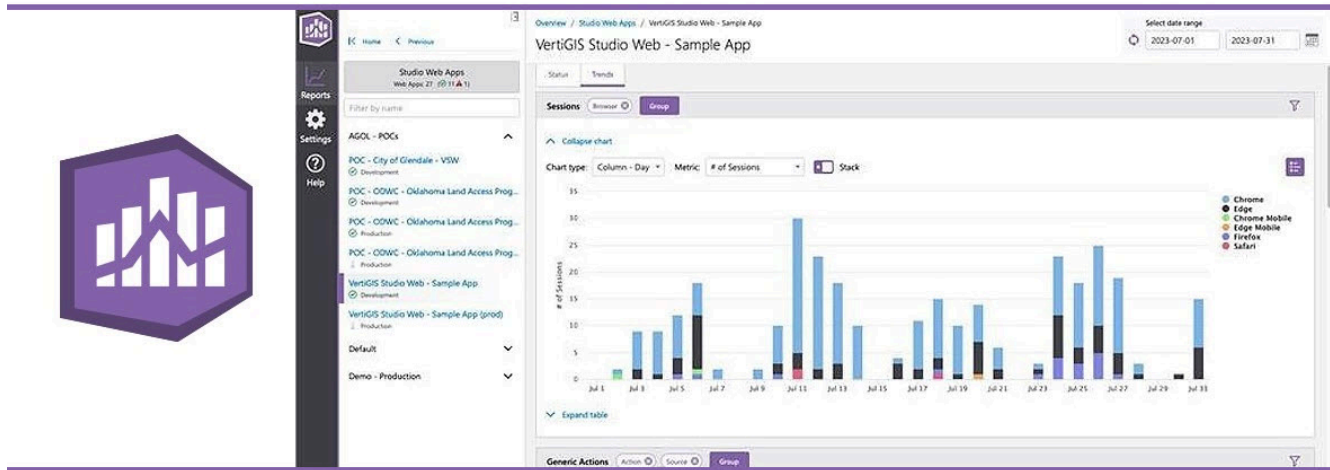 Reports
Settings
Help
Home
Previous
Studio Web Apps
Web Apps: 27
11
1)
Filter by name
AGOL - POCs
POC - City of Glendale - VSW
Development
POC - ODWC - Oklahoma Land Access Prog...
Development
POC - ODWC - Oklahoma Land Access Prog...
Production
POC - ODWC - Oklahoma Land Access Prog...
Production
VertiGIS Studio Web - Sample App
Development
VertiGIS Studio Web - Sample App (prod)
Production
Default
Demo - Production
Overview / Studio Web Apps / VertiGIS Studio Web - Sample App
VertiGIS Studio Web - Sample App
Select date range
2023-07-01 2023-07-31
Status Trends
Sessions Browser Group
Collapse chart
Chart type: Column - Day Metric: # of Sessions Stack
35
30
25
20
15
10
5
0
# of Sessions
Jul 1 Jul 3 Jul 5 Jul 7 Jul 9 Jul 11 Jul 13 Jul 15 Jul 17 Jul 19 Jul 21 Jul 23 Jul 25 Jul 27 Jul 29 Jul 31
Chrome
Edge
Chrome Mobile
Edge Mobile
Firefox
Safari
Expand table
Generic Actions Action Source Group